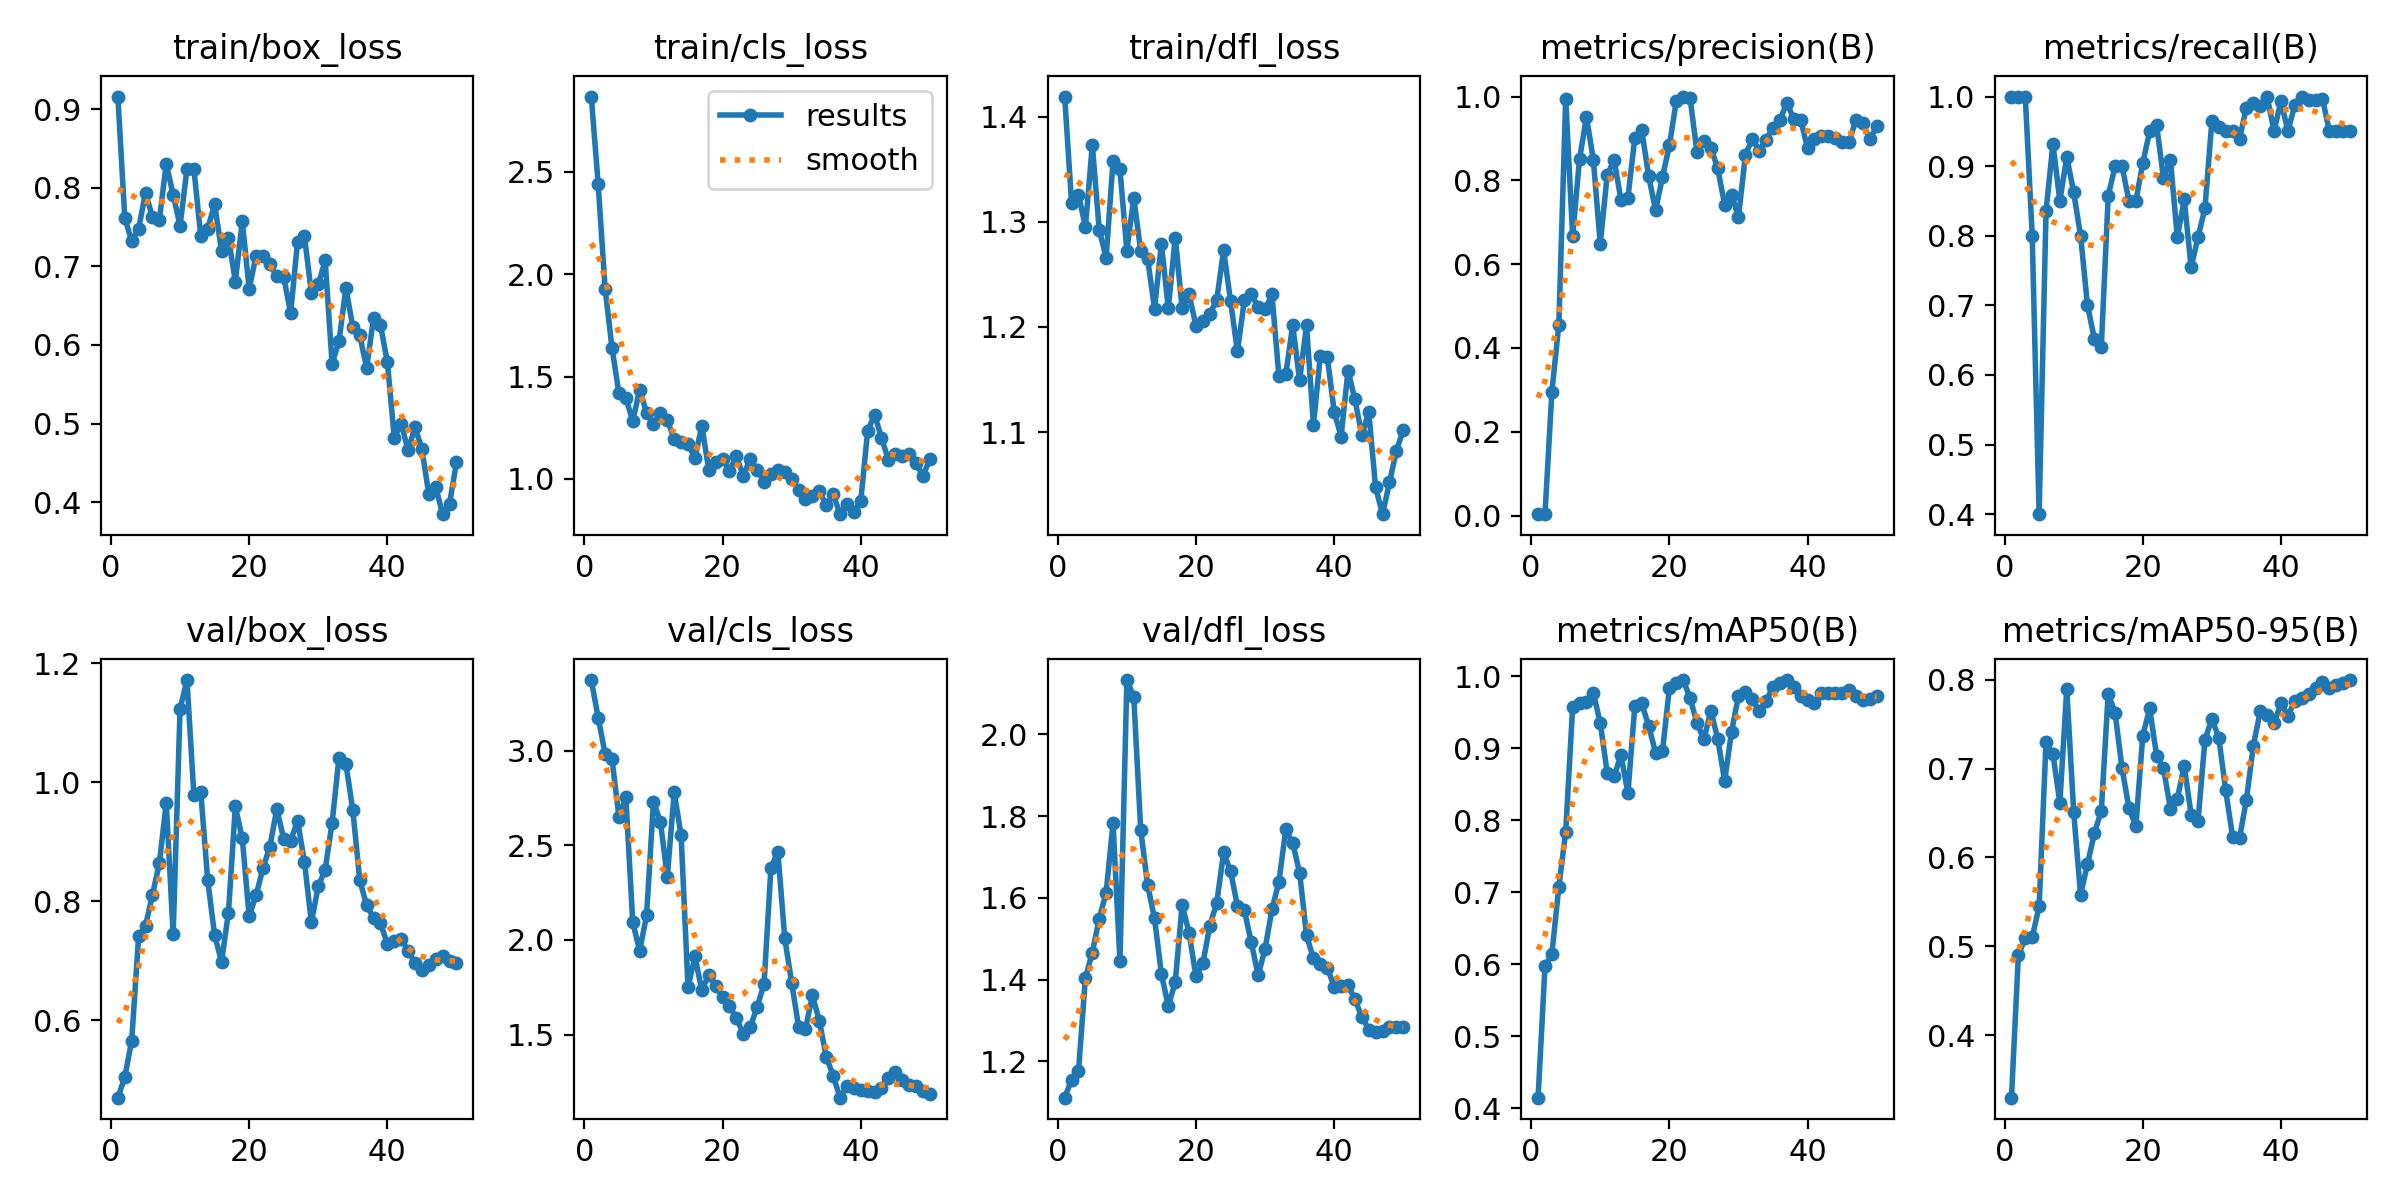 train/box_loss
0.9
0.8
0.7
0.6
0.5
0.4
0 20 40
train/cls_loss
results
smooth
2.5
2.0
1.5
1.0
0 20 40
train/dfl_loss
1.4
1.3
1.2
1.1
0 20 40
metrics/precision(B)
1.0
0.8
0.6
0.4
0.2
0.0
0 20 40
metrics/recall(B)
1.0
0.9
0.8
0.7
0.6
0.5
0.4
0 20 40
val/box_loss
1.2
1.0
0.8
0.6
0 20 40
val/cls_loss
3.0
2.5
2.0
1.5
0 20 40
val/dfl_loss
2.0
1.8
1.6
1.4
1.2
0 20 40
metrics/mAP50(B)
1.0
0.9
0.8
0.7
0.6
0.5
0.4
0 20 40
metrics/mAP50-95(B)
0.8
0.7
0.6
0.5
0.4
0 20 40